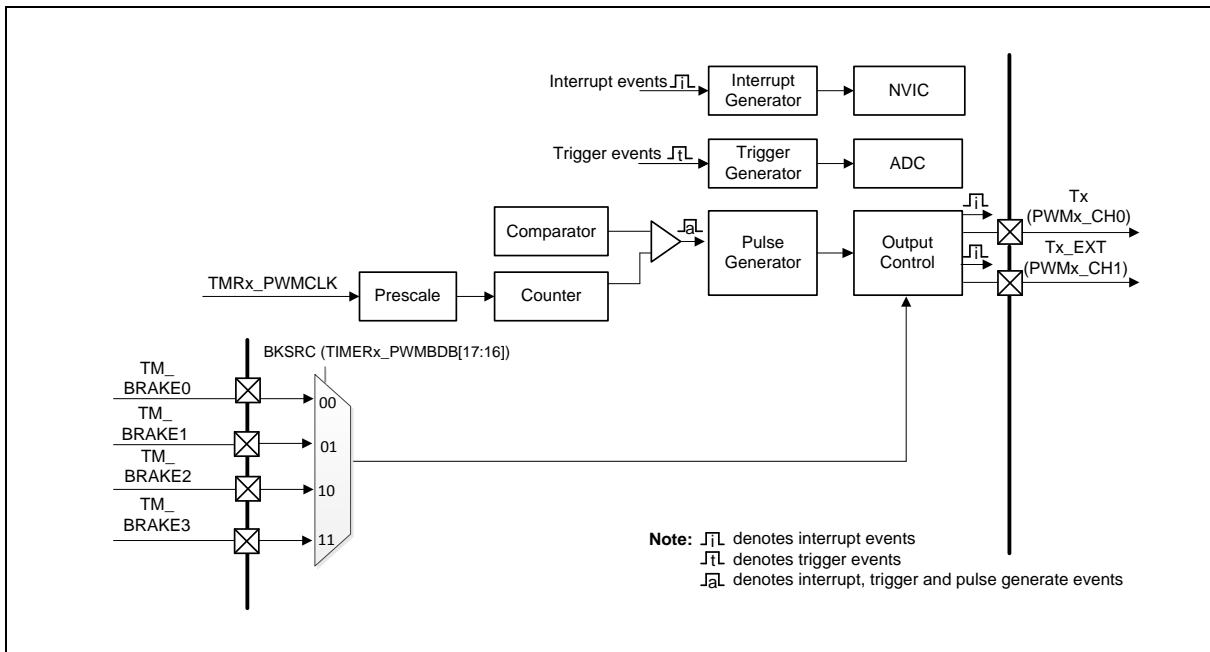 Interrupt events i
Interrupt
Generator
NVIC
Trigger events t
Trigger
Generator
ADC
Comparator
a
Pulse
Generator
Output
Control
i
i
Tx
(PWMx_CH0)
Tx_EXT
(PWMx_CH1)
TMRx_PWMCLK
Prescale
Counter
BKSRC (TIMERx_PWMBDB[17:16])
TM_
BRAKE0
00
TM_
BRAKE1
01
TM_
BRAKE2
10
TM_
BRAKE3
11
Note: i denotes interrupt events
t denotes trigger events
a denotes interrupt, trigger and pulse generate events